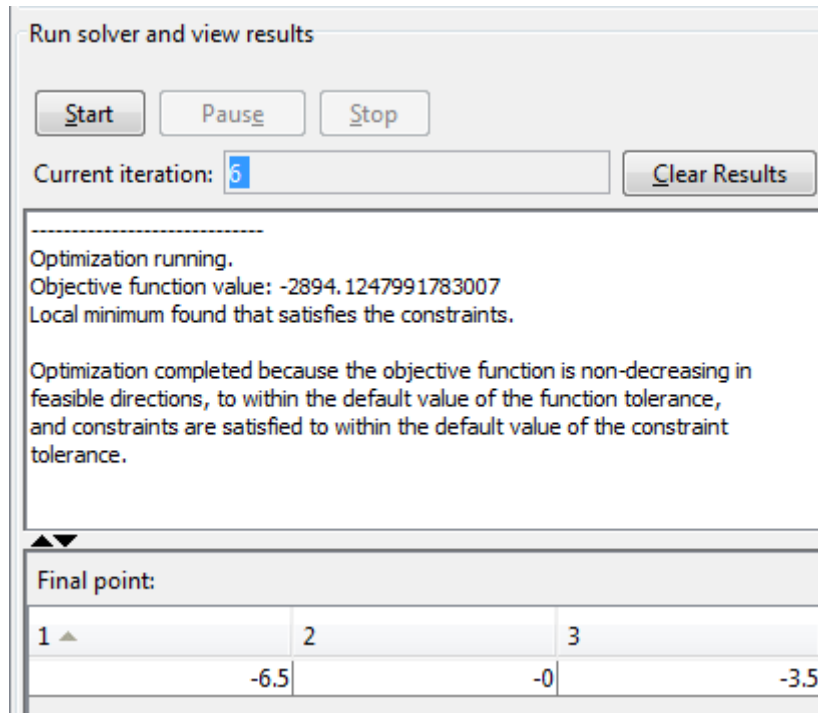 Run solver and view results
Start Pause Stop
Current iteration: 6 Clear Results
-----------------------------
Optimization running.
Objective function value: -2894.1247991783007
Local minimum found that satisfies the constraints.
Optimization completed because the objective function is non-decreasing in
feasible directions, to within the default value of the function tolerance,
and constraints are satisfied to within the default value of the constraint
tolerance.
Final point:
1 2 3
-6.5 -0 -3.5